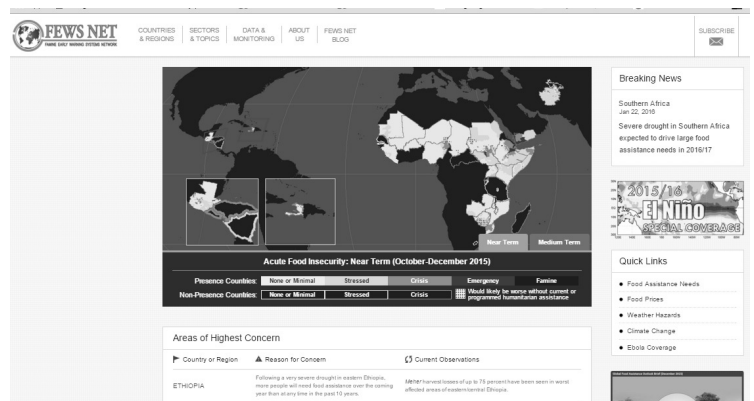 FEWS NET
FAMINE EARLY WARNING SYSTEMS NETWORK
COUNTRIES & REGIONS
SECTORS & TOPICS
DATA & MONITORING
ABOUT US
FEWS NET BLOG
SUBSCRIBE
Near Term
Medium Term
Acute Food Insecurity: Near Term (October-December 2015)
Presence Countries: None or Minimal Stressed Crisis Emergency Famine
Non-Presence Countries: None or Minimal Stressed Crisis
Would likely be worse without current or
programmed humanitarian assistance
Breaking News
Southern Africa
Jan 22, 2016
Severe drought in Southern Africa
expected to drive large food
assistance needs in 2016/17
2015/16
El Niño
SPECIAL COVERAGE
Quick Links
Food Assistance Needs
Food Prices
Weather Hazards
Climate Change
Ebola Coverage
Areas of Highest Concern
Country or Region
Reason for Concern
Current Observations
ETHIOPIA
Following a very severe drought in eastern Ethiopia,
more people will need food assistance over the coming
year than at any time in the past 10 years.
Meher harvest losses of up to 75 percent have been seen in worst
affected areas of eastern/central Ethiopia.